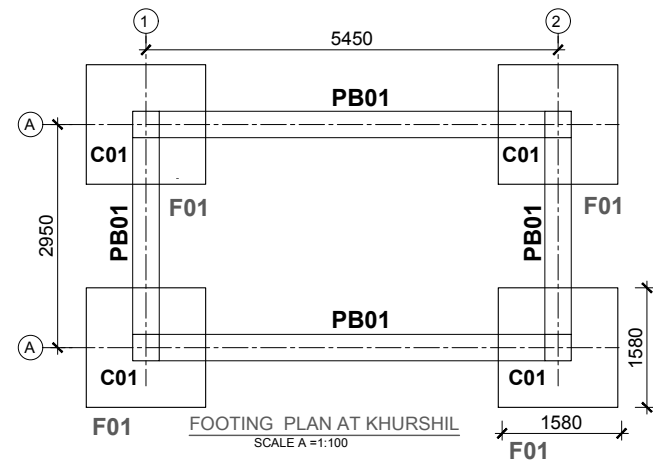 1
2
5450
PB01
A
C01
C01
F01
F01
2950
PB01
PB01
PB01
A
C01
C01
1580
F01
FOOTING PLAN AT KHURSHIL
SCALE A =1:100
1580
F01